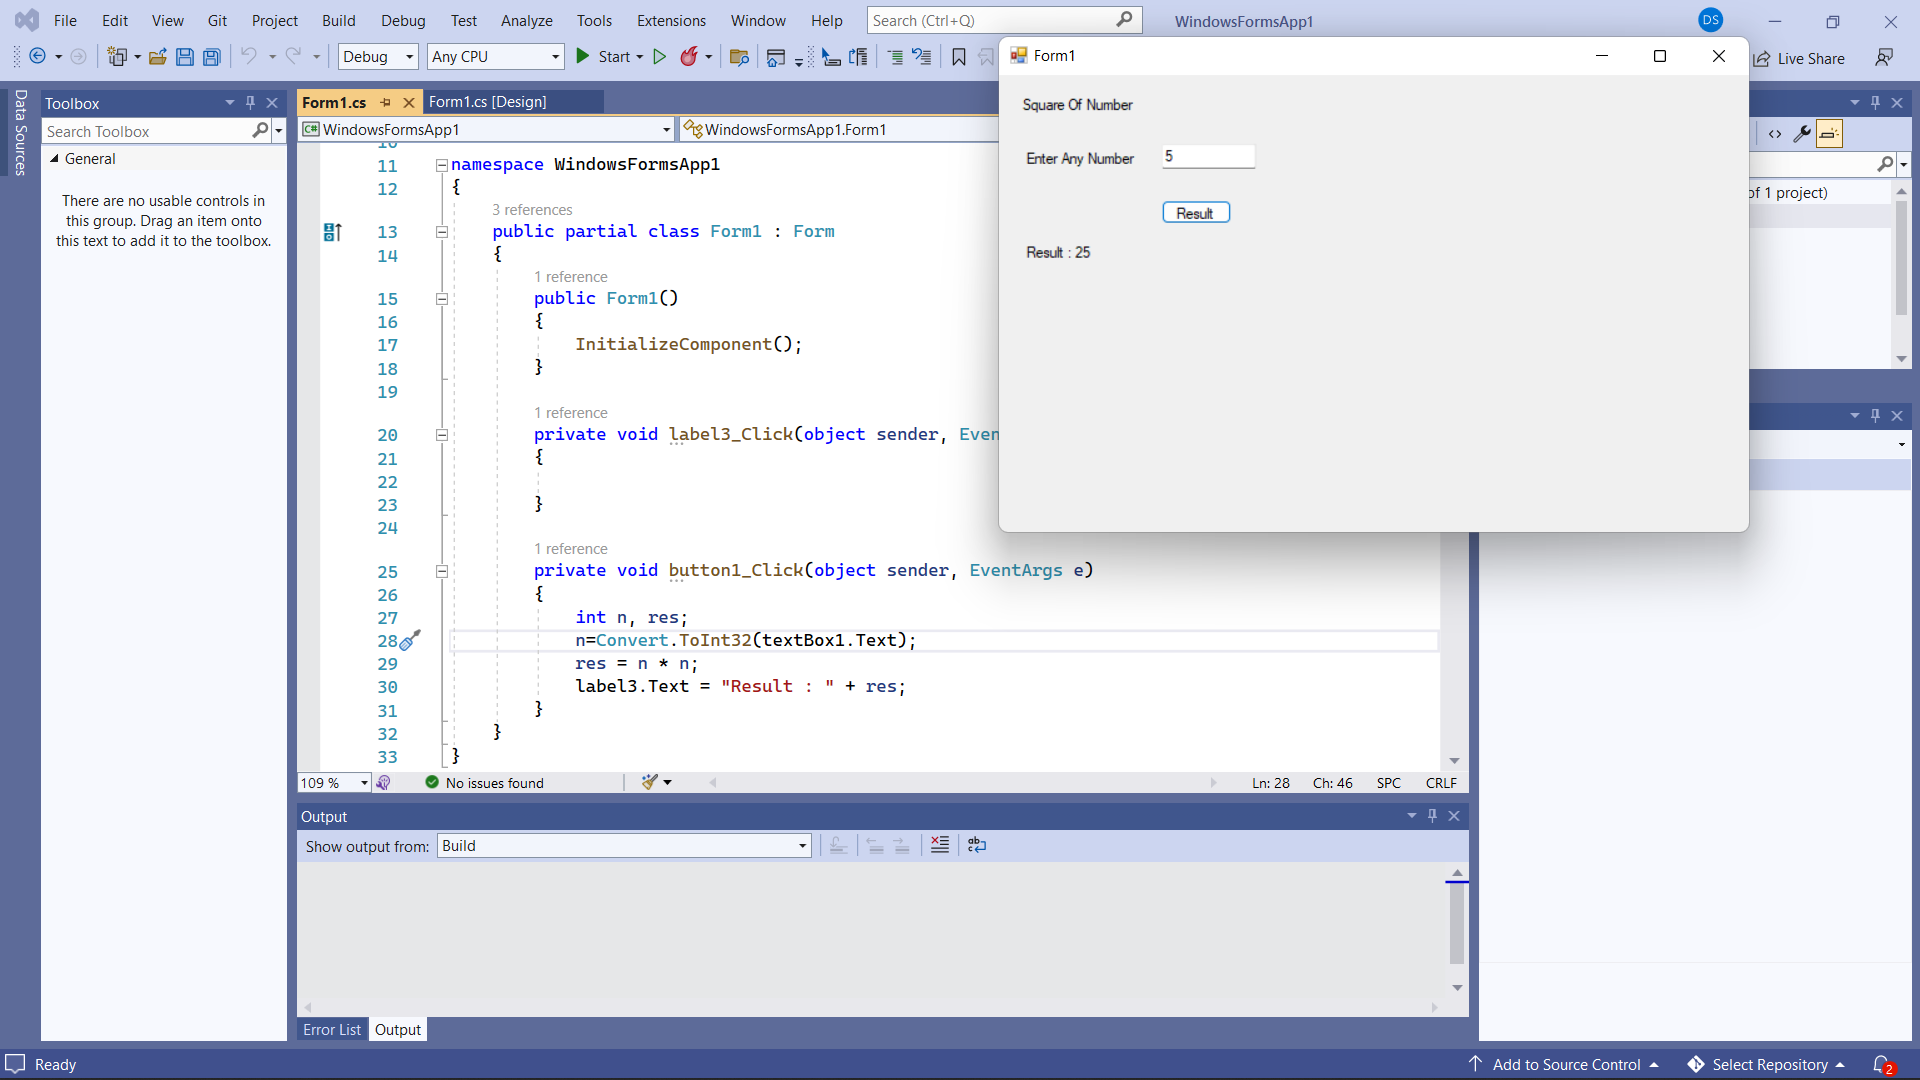 File Edit View Git Project Build Debug Test Analyze Tools Extensions Window Help Search (Ctrl+Q) WindowsFormsApp1 DS
Debug Any CPU Start Live Share
Data Sources
Toolbox
Search Toolbox
General
There are no usable controls in
this group. Drag an item onto
this text to add it to the toolbox.
Form1.cs Form1.cs [Design]
C# WindowsFormsApp1 WindowsFormsApp1.Form1
10
11 namespace WindowsFormsApp1
12 {
3 references
13 public partial class Form1 : Form
14 {
1 reference
15 public Form1()
16 {
17 InitializeComponent();
18 }
19
1 reference
20 private void label3_Click(object sender, Even
21 {
22
23 }
24
1 reference
25 private void button1_Click(object sender, EventArgs e)
26 {
27 int n, res;
28 n=Convert.ToInt32(textBox1.Text);
29 res = n * n;
30 label3.Text = "Result : " + res;
31 }
32 }
33 }
109 % No issues found Ln: 28 Ch: 46 SPC CRLF
Form1
Square Of Number
Enter Any Number 5
Result
Result : 25
of 1 project)
Output
Show output from: Build
Error List Output
Ready Add to Source Control Select Repository 2